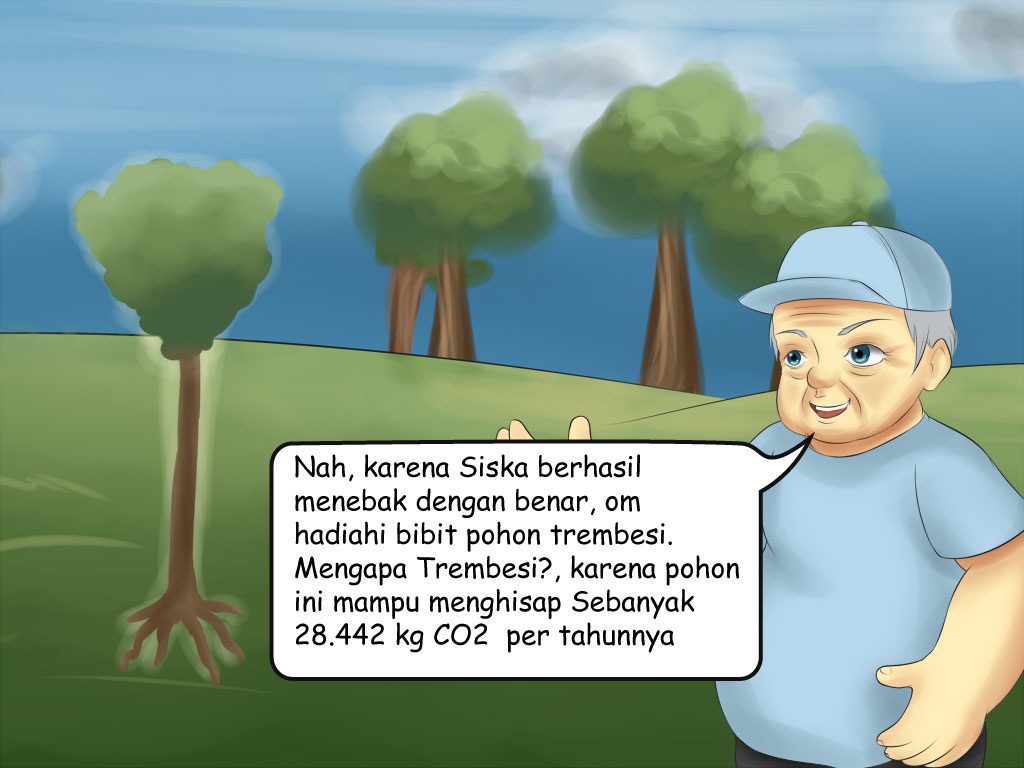 Nah, karena Siska berhasil
menebak dengan benar, om
hadiahi bibit pohon trembesi.
Mengapa Trembesi?, karena pohon
ini mampu menghisap Sebanyak
28.442 kg CO2  per tahunnya